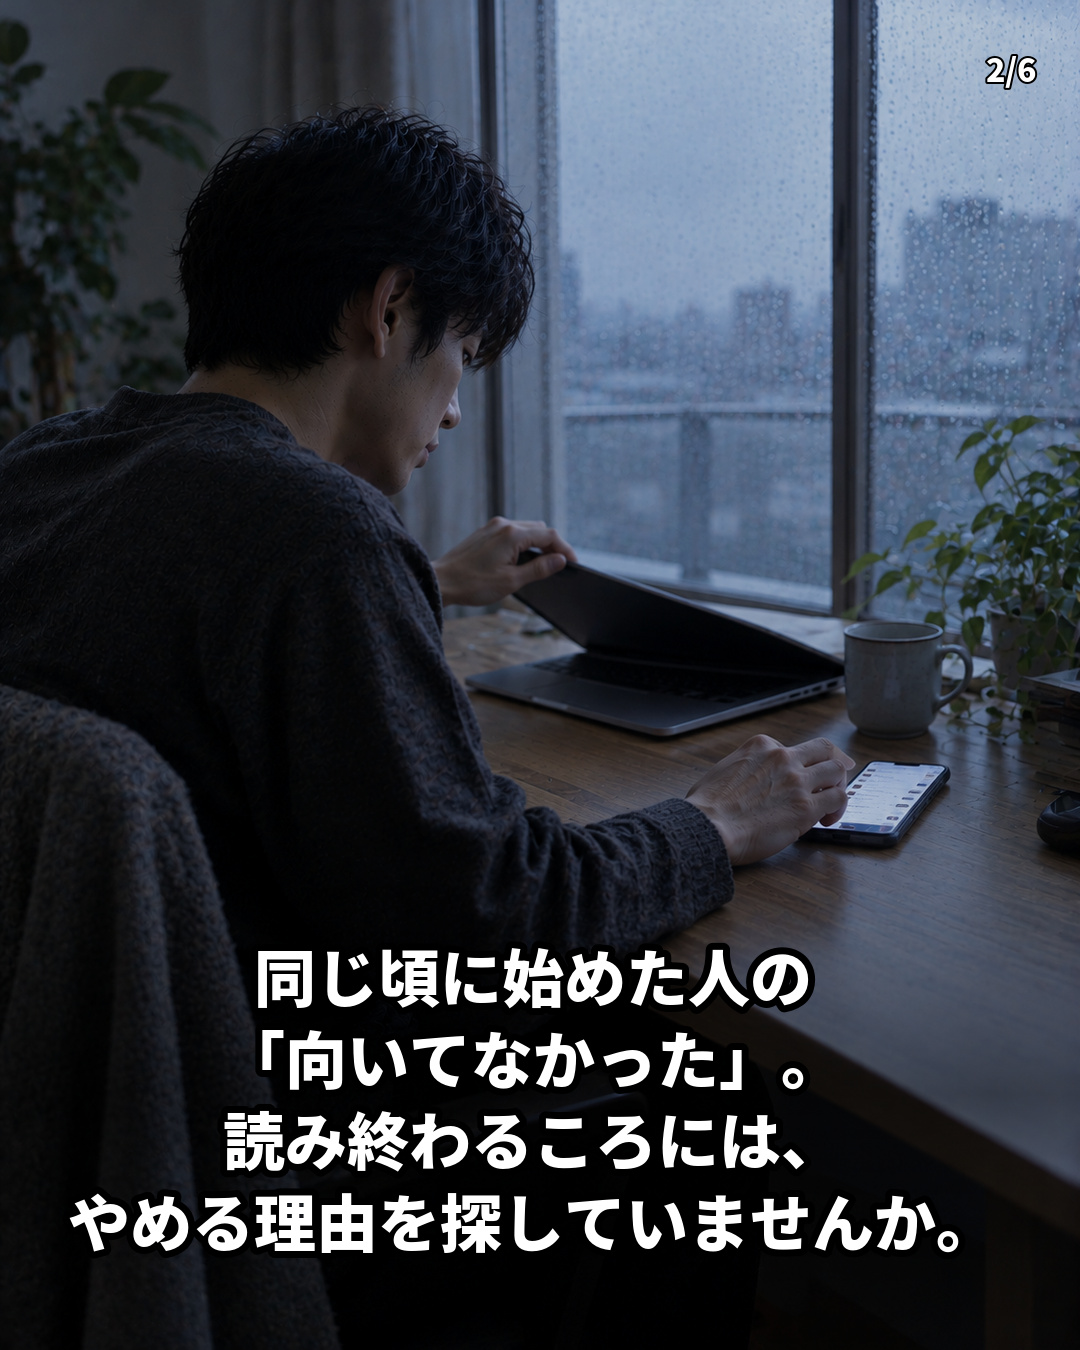 2/6
同じ頃に始めた人の
「向いてなかった」。
読み終わるころには、
やめる理由を探していませんか。